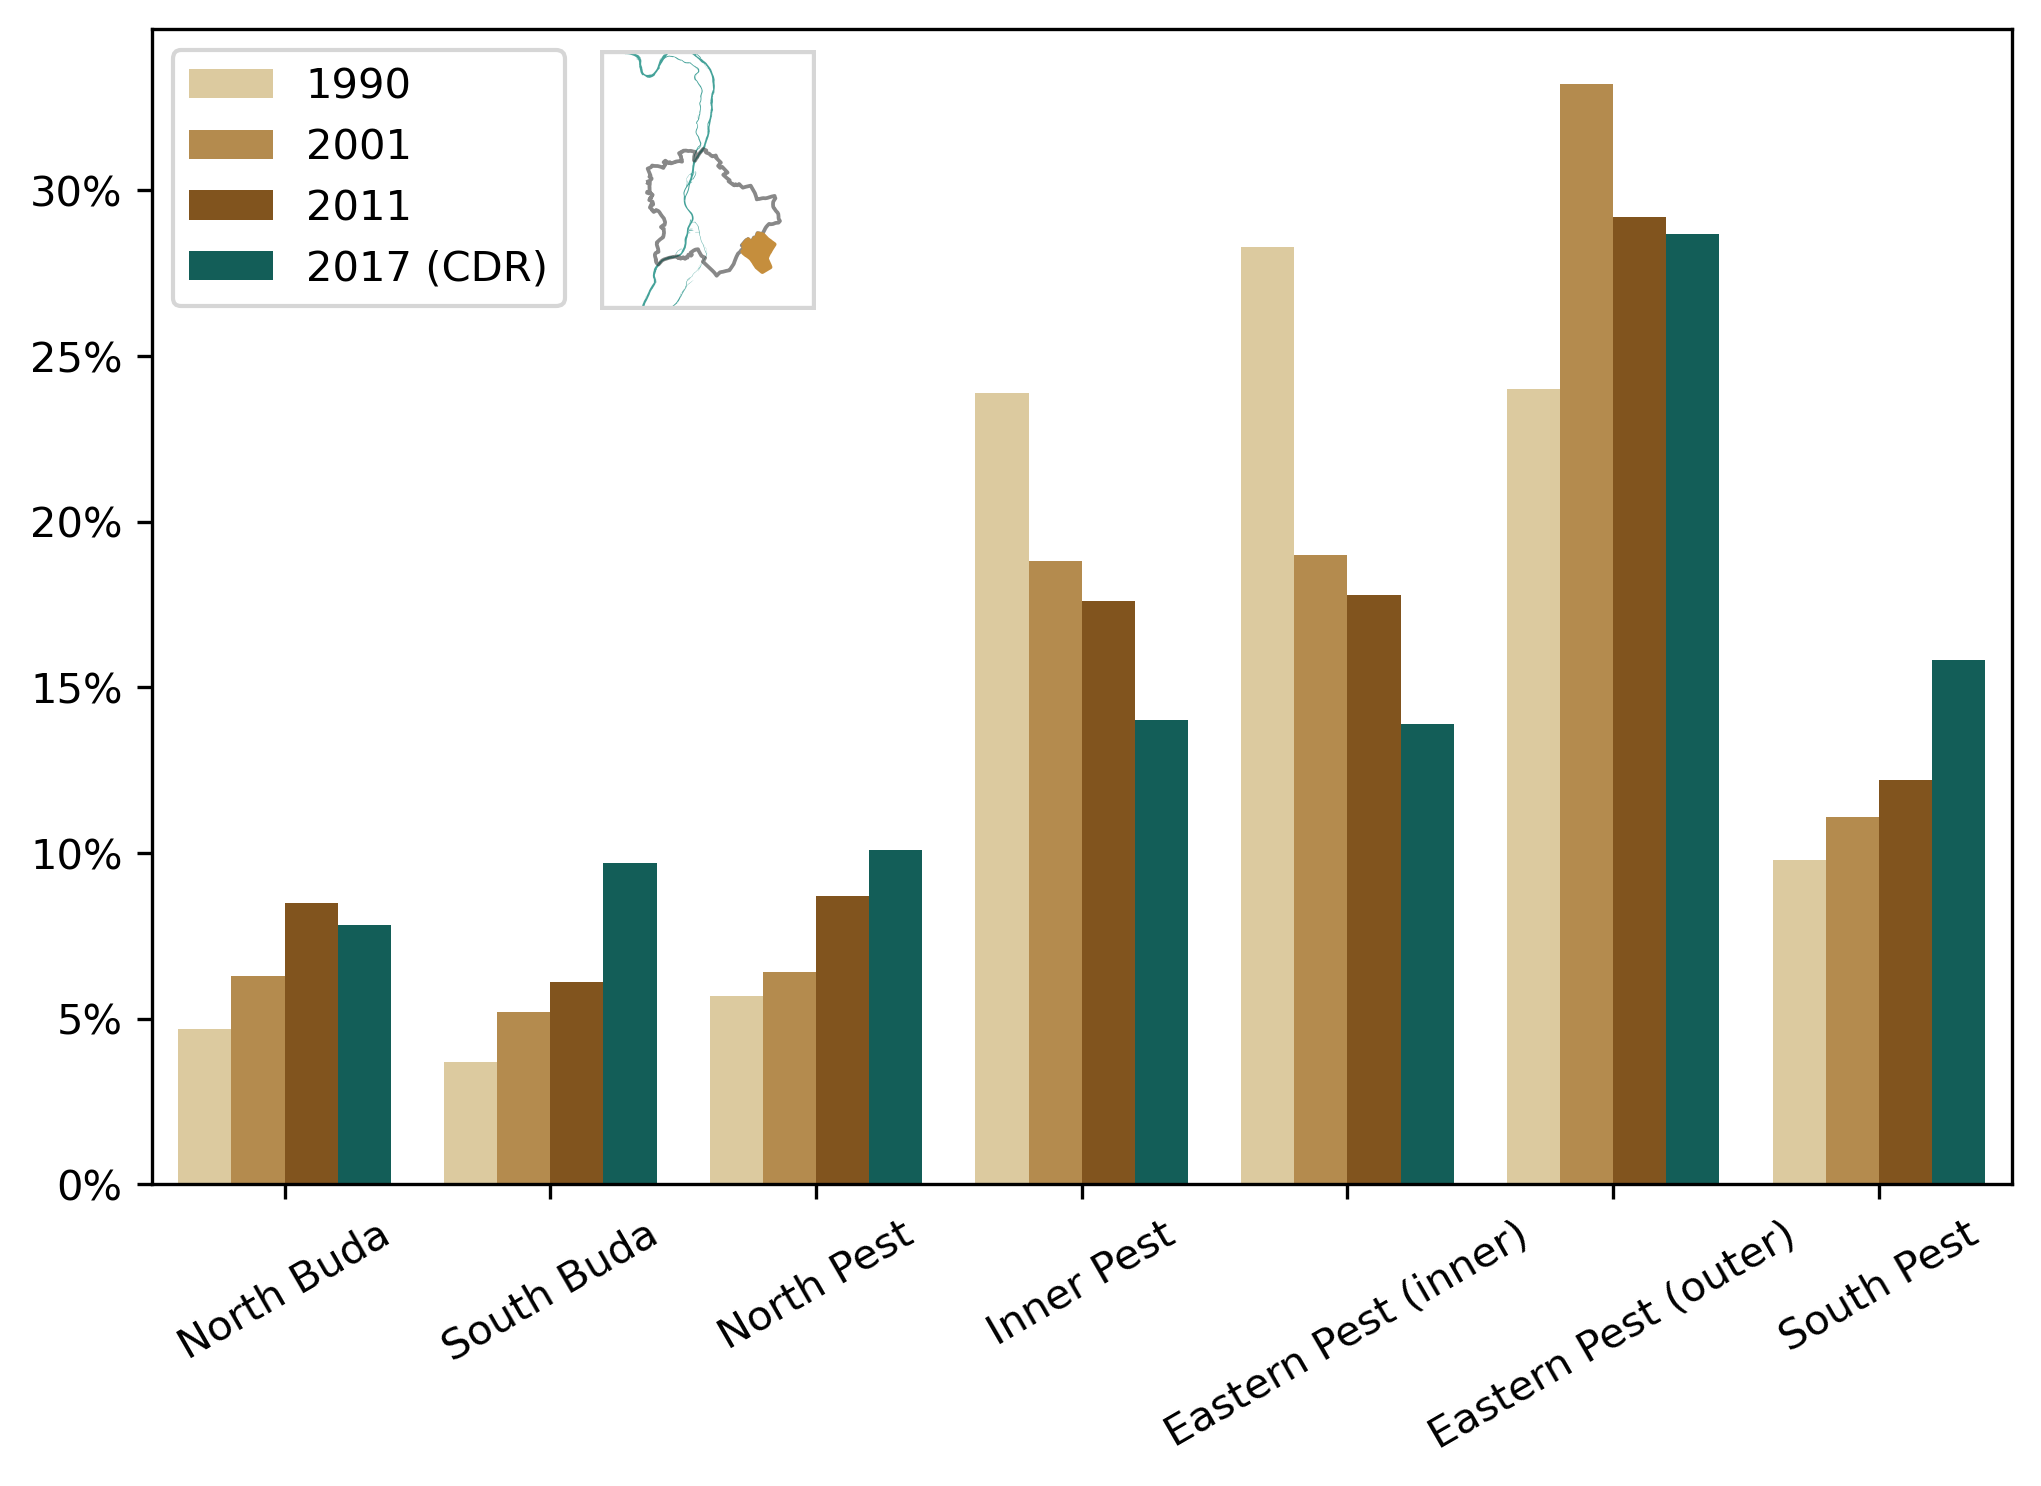 1990
2001
2011
2017 (CDR)
30%
25%
20%
15%
10%
5%
0%
North Buda
South Buda
North Pest
Inner Pest
Eastern Pest (inner)
Eastern Pest (outer)
South Pest